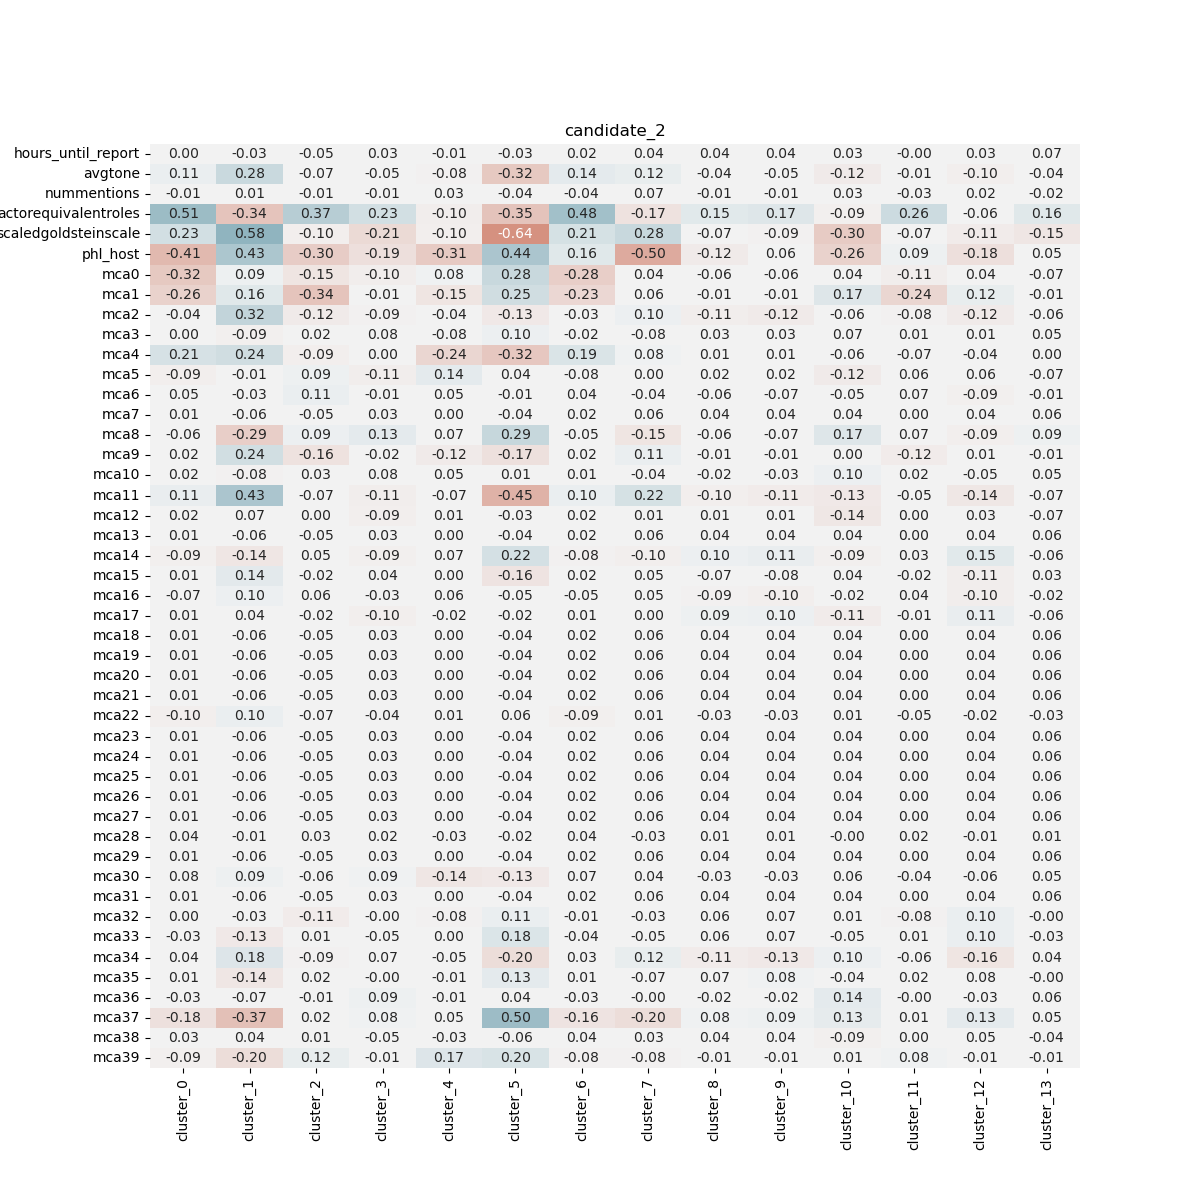 candidate_2
hours_until_report 0.00 -0.03 -0.05 0.03 -0.01 -0.03 0.02 0.04 0.04 0.04 0.03 -0.00 0.03 0.07
avgtone 0.11 0.28 -0.07 -0.05 -0.08 -0.32 0.14 0.12 -0.04 -0.05 -0.12 -0.01 -0.10 -0.04
nummentions -0.01 0.01 -0.01 -0.01 0.03 -0.04 -0.04 0.07 -0.01 -0.01 0.03 -0.03 0.02 -0.02
actorequivalentroles 0.51 -0.34 0.37 0.23 -0.10 -0.35 0.48 -0.17 0.15 0.17 -0.09 0.26 -0.06 0.16
scaledgoldsteinscale 0.23 0.58 -0.10 -0.21 -0.10 -0.64 0.21 0.28 -0.07 -0.09 -0.30 -0.07 -0.11 -0.15
phl_host -0.41 0.43 -0.30 -0.19 -0.31 0.44 0.16 -0.50 -0.12 0.06 -0.26 0.09 -0.18 0.05
mca0 -0.32 0.09 -0.15 -0.10 0.08 0.28 -0.28 0.04 -0.06 -0.06 0.04 -0.11 0.04 -0.07
mca1 -0.26 0.16 -0.34 -0.01 -0.15 0.25 -0.23 0.06 -0.01 -0.01 0.17 -0.24 0.12 -0.01
mca2 -0.04 0.32 -0.12 -0.09 -0.04 -0.13 -0.03 0.10 -0.11 -0.12 -0.06 -0.08 -0.12 -0.06
mca3 0.00 -0.09 0.02 0.08 -0.08 0.10 -0.02 -0.08 0.03 0.03 0.07 0.01 0.01 0.05
mca4 0.21 0.24 -0.09 0.00 -0.24 -0.32 0.19 0.08 0.01 0.01 -0.06 -0.07 -0.04 0.00
mca5 -0.09 -0.01 0.09 -0.11 0.14 0.04 -0.08 0.00 0.02 0.02 -0.12 0.06 0.06 -0.07
mca6 0.05 -0.03 0.11 -0.01 0.05 -0.01 0.04 -0.04 -0.06 -0.07 -0.05 0.07 -0.09 -0.01
mca7 0.01 -0.06 -0.05 0.03 0.00 -0.04 0.02 0.06 0.04 0.04 0.04 0.00 0.04 0.06
mca8 -0.06 -0.29 0.09 0.13 0.07 0.29 -0.05 -0.15 -0.06 -0.07 0.17 0.07 -0.09 0.09
mca9 0.02 0.24 -0.16 -0.02 -0.12 -0.17 0.02 0.11 -0.01 -0.01 0.00 -0.12 0.01 -0.01
mca10 0.02 -0.08 0.03 0.08 0.05 0.01 0.01 -0.04 -0.02 -0.03 0.10 0.02 -0.05 0.05
mca11 0.11 0.43 -0.07 -0.11 -0.07 -0.45 0.10 0.22 -0.10 -0.11 -0.13 -0.05 -0.14 -0.07
mca12 0.02 0.07 0.00 -0.09 0.01 -0.03 0.02 0.01 0.01 0.01 -0.14 0.00 0.03 -0.07
mca13 0.01 -0.06 -0.05 0.03 0.00 -0.04 0.02 0.06 0.04 0.04 0.04 0.00 0.04 0.06
mca14 -0.09 -0.14 0.05 -0.09 0.07 0.22 -0.08 -0.10 0.10 0.11 -0.09 0.03 0.15 -0.06
mca15 0.01 0.14 -0.02 0.04 0.00 -0.16 0.02 0.05 -0.07 -0.08 0.04 -0.02 -0.11 0.03
mca16 -0.07 0.10 0.06 -0.03 0.06 -0.05 -0.05 0.05 -0.09 -0.10 -0.02 0.04 -0.10 -0.02
mca17 0.01 0.04 -0.02 -0.10 -0.02 -0.02 0.01 0.00 0.09 0.10 -0.11 -0.01 0.11 -0.06
mca18 0.01 -0.06 -0.05 0.03 0.00 -0.04 0.02 0.06 0.04 0.04 0.04 0.00 0.04 0.06
mca19 0.01 -0.06 -0.05 0.03 0.00 -0.04 0.02 0.06 0.04 0.04 0.04 0.00 0.04 0.06
mca20 0.01 -0.06 -0.05 0.03 0.00 -0.04 0.02 0.06 0.04 0.04 0.04 0.00 0.04 0.06
mca21 0.01 -0.06 -0.05 0.03 0.00 -0.04 0.02 0.06 0.04 0.04 0.04 0.00 0.04 0.06
mca22 -0.10 0.10 -0.07 -0.04 0.01 0.06 -0.09 0.01 -0.03 -0.03 0.01 -0.05 -0.02 -0.03
mca23 0.01 -0.06 -0.05 0.03 0.00 -0.04 0.02 0.06 0.04 0.04 0.04 0.00 0.04 0.06
mca24 0.01 -0.06 -0.05 0.03 0.00 -0.04 0.02 0.06 0.04 0.04 0.04 0.00 0.04 0.06
mca25 0.01 -0.06 -0.05 0.03 0.00 -0.04 0.02 0.06 0.04 0.04 0.04 0.00 0.04 0.06
mca26 0.01 -0.06 -0.05 0.03 0.00 -0.04 0.02 0.06 0.04 0.04 0.04 0.00 0.04 0.06
mca27 0.01 -0.06 -0.05 0.03 0.00 -0.04 0.02 0.06 0.04 0.04 0.04 0.00 0.04 0.06
mca28 0.04 -0.01 0.03 0.02 -0.03 -0.02 0.04 -0.03 0.01 0.01 -0.00 0.02 -0.01 0.01
mca29 0.01 -0.06 -0.05 0.03 0.00 -0.04 0.02 0.06 0.04 0.04 0.04 0.00 0.04 0.06
mca30 0.08 0.09 -0.06 0.09 -0.14 -0.13 0.07 0.04 -0.03 -0.03 0.06 -0.04 -0.06 0.05
mca31 0.01 -0.06 -0.05 0.03 0.00 -0.04 0.02 0.06 0.04 0.04 0.04 0.00 0.04 0.06
mca32 0.00 -0.03 -0.11 -0.00 -0.08 0.11 -0.01 -0.03 0.06 0.07 0.01 -0.08 0.10 -0.00
mca33 -0.03 -0.13 0.01 -0.05 0.00 0.18 -0.04 -0.05 0.06 0.07 -0.05 0.01 0.10 -0.03
mca34 0.04 0.18 -0.09 0.07 -0.05 -0.20 0.03 0.12 -0.11 -0.13 0.10 -0.06 -0.16 0.04
mca35 0.01 -0.14 0.02 -0.00 -0.01 0.13 0.01 -0.07 0.07 0.08 -0.04 0.02 0.08 -0.00
mca36 -0.03 -0.07 -0.01 0.09 -0.01 0.04 -0.03 -0.00 -0.02 -0.02 0.14 -0.00 -0.03 0.06
mca37 -0.18 -0.37 0.02 0.08 0.05 0.50 -0.16 -0.20 0.08 0.09 0.13 0.01 0.13 0.05
mca38 0.03 0.04 0.01 -0.05 -0.03 -0.06 0.04 0.03 0.04 0.04 -0.09 0.00 0.05 -0.04
mca39 -0.09 -0.20 0.12 -0.01 0.17 0.20 -0.08 -0.08 -0.01 -0.01 0.01 0.08 -0.01 -0.01
cluster_0 cluster_1 cluster_2 cluster_3 cluster_4 cluster_5 cluster_6 cluster_7 cluster_8 cluster_9 cluster_10 cluster_11 cluster_12 cluster_13